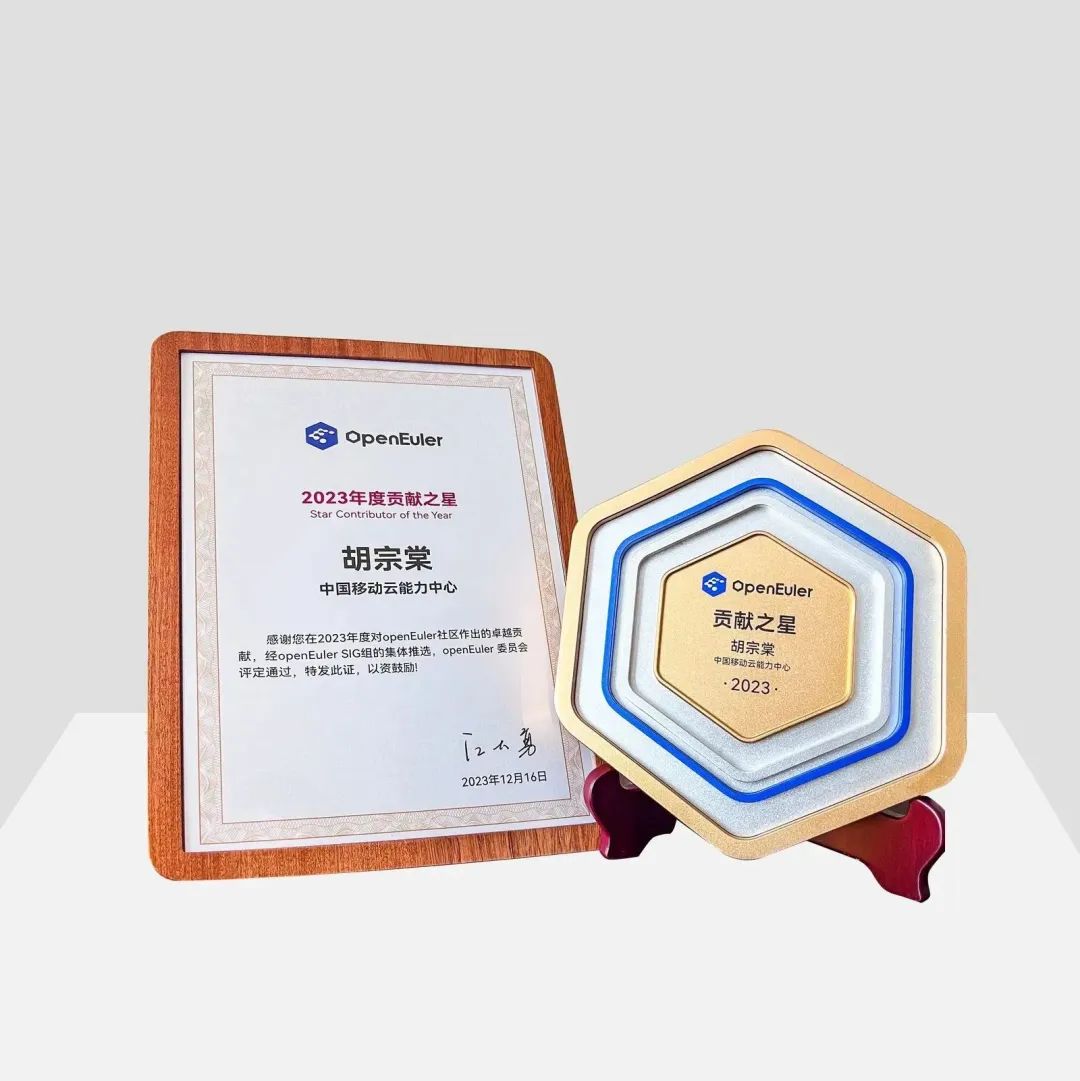 OpenEuler
2023年度贡献之星
Star Contributor of the Year
胡宗棠
中国移动云能力中心
感谢您在2023年度对openEuler社区作出的卓越贡
献，经openEuler SIG组的集体推选，openEuler 委员会
评定通过，特发此证，以资鼓励!
江大勇
2023年12月16日
OpenEuler
贡献之星
胡宗棠
中国移动云能力中心
·2023·